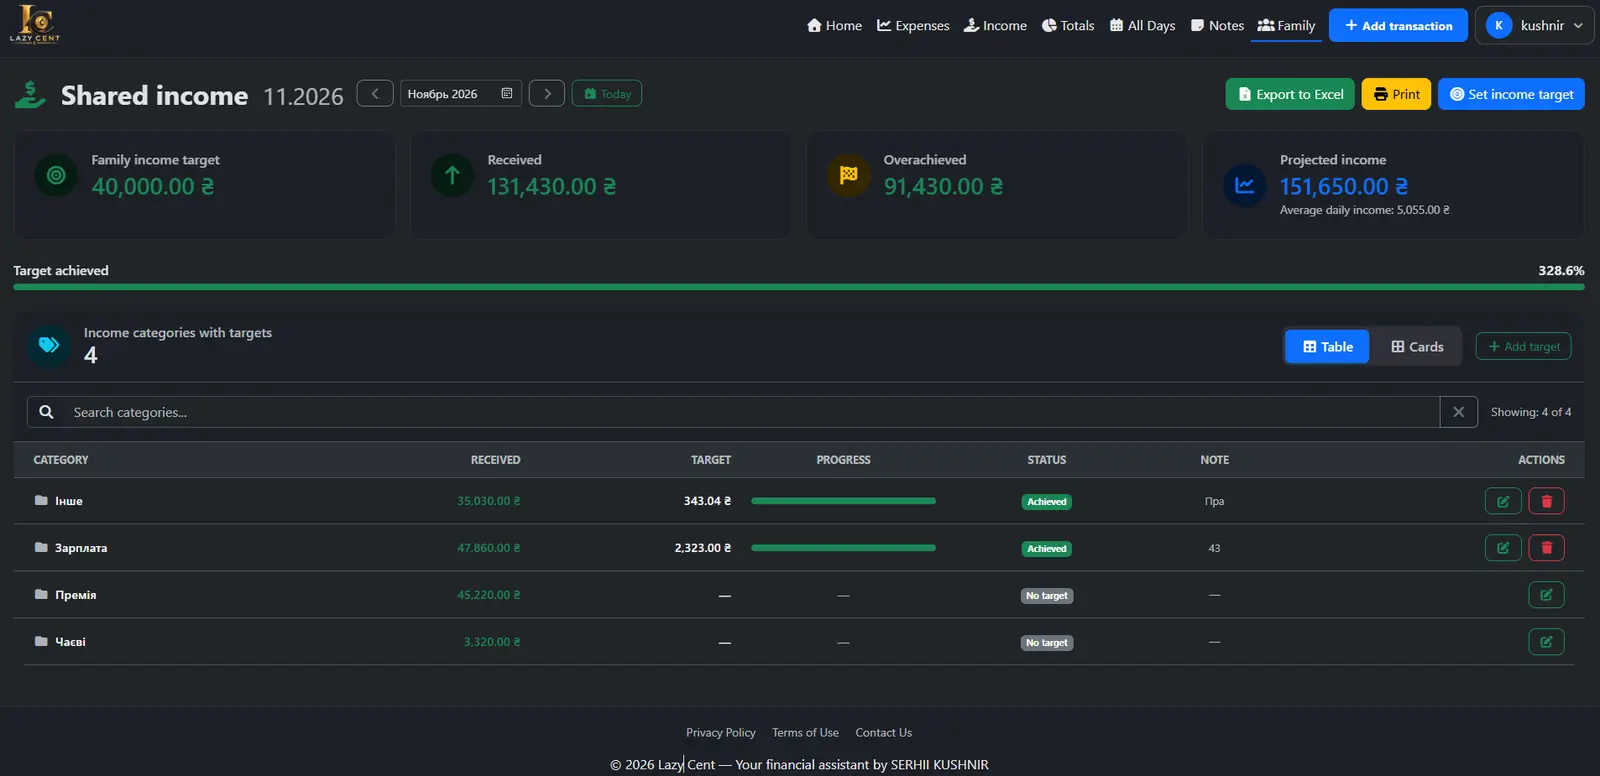 LAZY CENT
Home Expenses Income Totals All Days Notes Family + Add transaction K kushnir
Shared income 11.2026 Ноябрь 2026 Today Export to Excel Print Set income target
Family income target
40,000.00 ₴
Received
131,430.00 ₴
Overachieved
91,430.00 ₴
Projected income
151,650.00 ₴
Average daily income: 5,055.00 ₴
Target achieved 328.6%
Income categories with targets
4
Table Cards + Add target
Search categories... Showing: 4 of 4
CATEGORY RECEIVED TARGET PROGRESS STATUS NOTE ACTIONS
Інше 35,030.00 ₴ 343.04 ₴ Achieved Пра
Зарплата 47,860.00 ₴ 2,323.00 ₴ Achieved 43
Премія 45,220.00 ₴ — — No target —
Чаєві 3,320.00 ₴ — — No target —
Privacy Policy Terms of Use Contact Us
© 2026 Lazy Cent — Your financial assistant by SERHII KUSHNIR